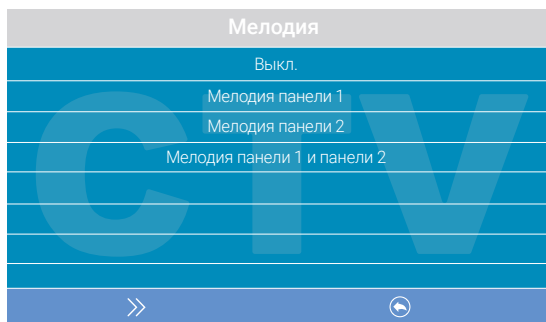 Мелодия
Выкл.
Мелодия панели 1
Мелодия панели 2
Мелодия панели 1 и панели 2
CTV